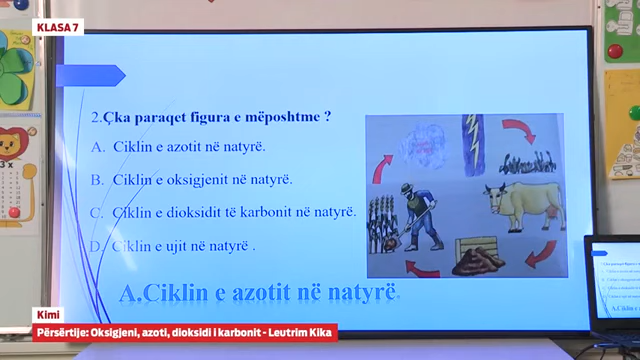 KLASA 7
2.Çka paraqet figura e mëposhtme ?
A. Ciklin e azotit në natyrë.
B. Ciklin e oksigjenit në natyrë.
C. Ciklin e dioksidit të karbonit në natyrë.
D. Ciklin e ujit në natyrë .
A.Ciklin e azotit në natyrë.
Kimi
Përsëritje: Oksigjeni, azoti, dioksidi i karbonit - Leutrim Kika